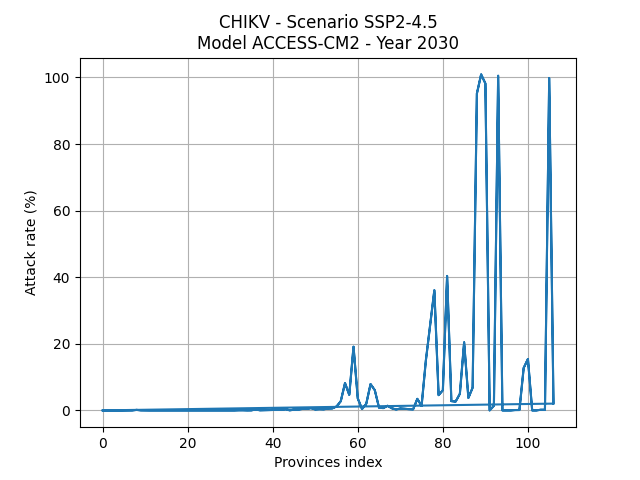 CHIKV - Scenario SSP2-4.5
Model ACCESS-CM2 - Year 2030
Attack rate (%)
100
80
60
40
20
0
0 20 40 60 80 100
Provinces index